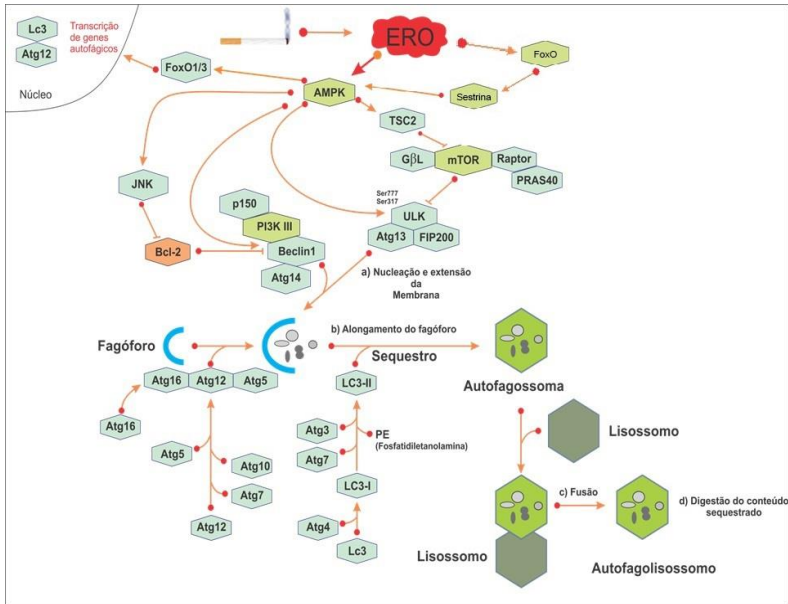 Lc3
Atg12
Transcrição
de genes
autofágicos
Núcleo
FoxO1/3
ERO
FoxO
Sestrina
AMPK
TSC2
GβL
mTOR
Raptor
PRAS40
JNK
Bcl-2
p150
PI3K III
Beclin1
Atg14
Ser777
Ser317
ULK
Atg13
FIP200
a) Nucleação e extensão
da
Membrana
Fagóforo
b) Alongamento do fagóforo
Sequestro
Autofagossoma
Atg16
Atg12
Atg5
Atg16
Atg5
Atg10
Atg7
Atg12
LC3-II
Atg3
Atg7
PE
(Fosfatidiletanolamina)
LC3-I
Atg4
Lc3
Lisossomo
c) Fusão
d) Digestão do conteúdo
sequestrado
Lisossomo
Autofagolisossomo